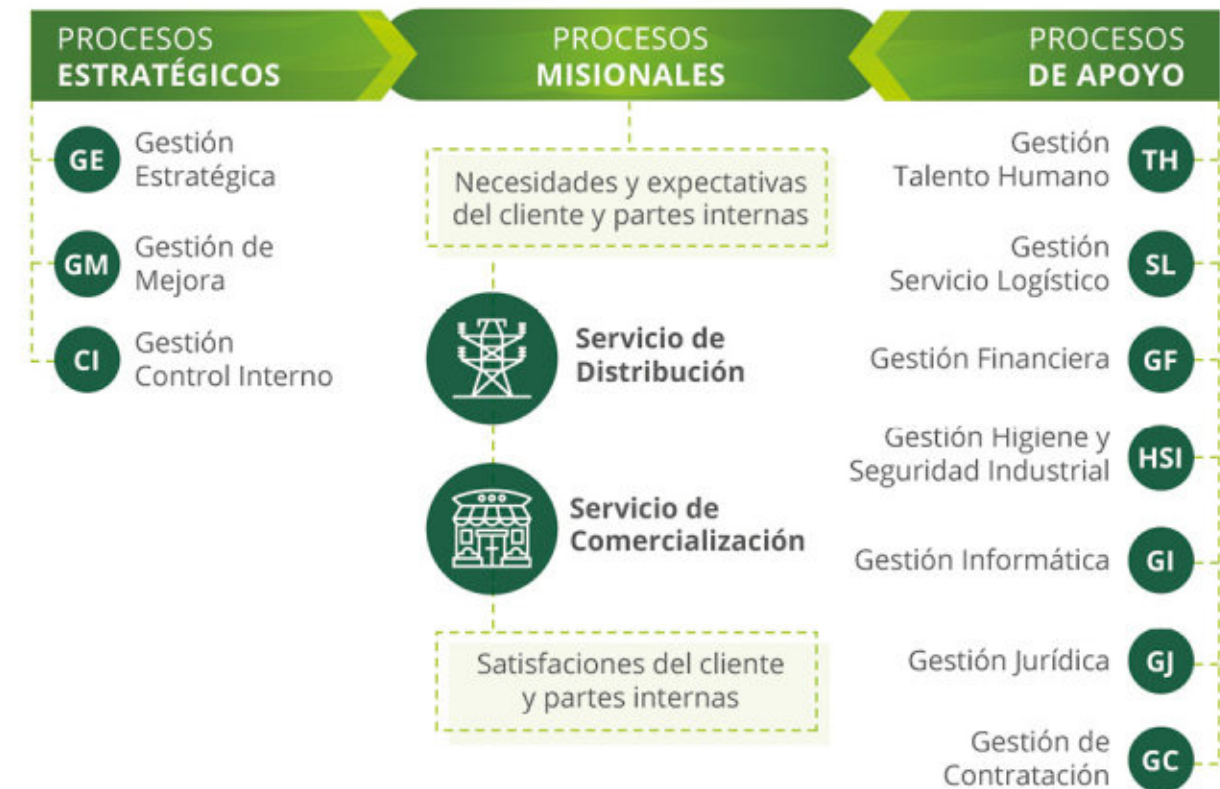 PROCESOS
ESTRATÉGICOS
GE
Gestión
Estratégica
GM
Gestión de
Mejora
CI
Gestión
Control Interno
PROCESOS
MISIONALES
Necesidades y expectativas
del cliente y partes internas
Servicio de
Distribución
Servicio de
Comercialización
Satisfacciones del cliente
y partes internas
PROCESOS
DE APOYO
Gestión
Talento Humano
TH
Gestión
Servicio Logístico
SL
Gestión Financiera
GF
Gestión Higiene y
Seguridad Industrial
HSI
Gestión Informática
GI
Gestión Jurídica
GJ
Gestión de
Contratación
GC